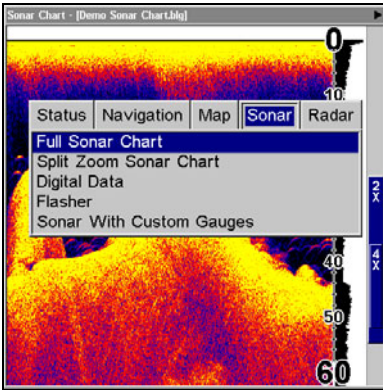 Sonar Chart - [Demo Sonar Chart.blg]
0
10
Status Navigation Map Sonar Radar
Full Sonar Chart
Split Zoom Sonar Chart
Digital Data
Flasher
Sonar With Custom Gauges
2X
4X
40
50
60